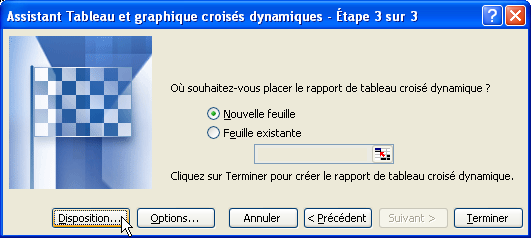 Assistant Tableau et graphique croisés dynamiques - Étape 3 sur 3
Où souhaitez-vous placer le rapport de tableau croisé dynamique ?
Nouvelle feuille
Feuille existante
Cliquez sur Terminer pour créer le rapport de tableau croisé dynamique.
Disposition... Options... Annuler < Précédent Suivant > Terminer